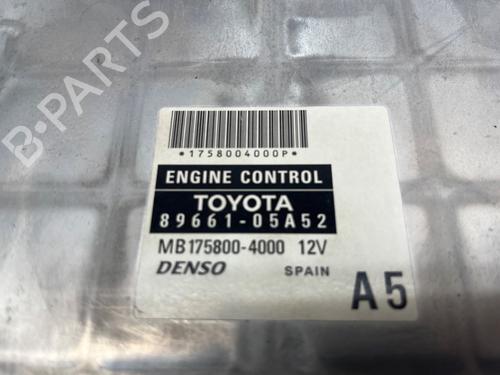 B-PARTS
*1758004000P*
ENGINE CONTROL
TOYOTA
89661-05A52
MB175800-4000 12V
DENSO SPAIN
A5